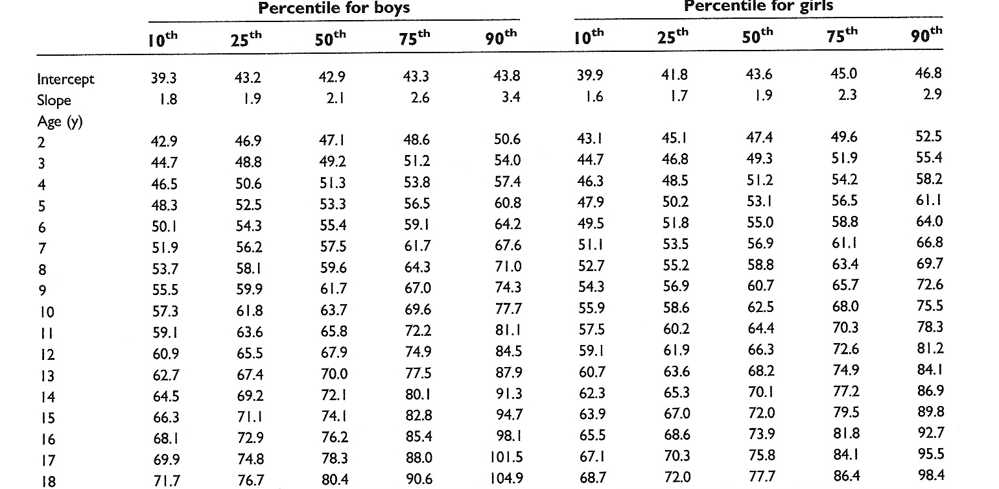 Percentile for boys Percentile for girls
10th 25th 50th 75th 90th 10th 25th 50th 75th 90th
Intercept 39.3 43.2 42.9 43.3 43.8 39.9 41.8 43.6 45.0 46.8
Slope 1.8 1.9 2.1 2.6 3.4 1.6 1.7 1.9 2.3 2.9
Age (y)
2 42.9 46.9 47.1 48.6 50.6 43.1 45.1 47.4 49.6 52.5
3 44.7 48.8 49.2 51.2 54.0 44.7 46.8 49.3 51.9 55.4
4 46.5 50.6 51.3 53.8 57.4 46.3 48.5 51.2 54.2 58.2
5 48.3 52.5 53.3 56.5 60.8 47.9 50.2 53.1 56.5 61.1
6 50.1 54.3 55.4 59.1 64.2 49.5 51.8 55.0 58.8 64.0
7 51.9 56.2 57.5 61.7 67.6 51.1 53.5 56.9 61.1 66.8
8 53.7 58.1 59.6 64.3 71.0 52.7 55.2 58.8 63.4 69.7
9 55.5 59.9 61.7 67.0 74.3 54.3 56.9 60.7 65.7 72.6
10 57.3 61.8 63.7 69.6 77.7 55.9 58.6 62.5 68.0 75.5
11 59.1 63.6 65.8 72.2 81.1 57.5 60.2 64.4 70.3 78.3
12 60.9 65.5 67.9 74.9 84.5 59.1 61.9 66.3 72.6 81.2
13 62.7 67.4 70.0 77.5 87.9 60.7 63.6 68.2 74.9 84.1
14 64.5 69.2 72.1 80.1 91.3 62.3 65.3 70.1 77.2 86.9
15 66.3 71.1 74.1 82.8 94.7 63.9 67.0 72.0 79.5 89.8
16 68.1 72.9 76.2 85.4 98.1 65.5 68.6 73.9 81.8 92.7
17 69.9 74.8 78.3 88.0 101.5 67.1 70.3 75.8 84.1 95.5
18 71.7 76.7 80.4 90.6 104.9 68.7 72.0 77.7 86.4 98.4